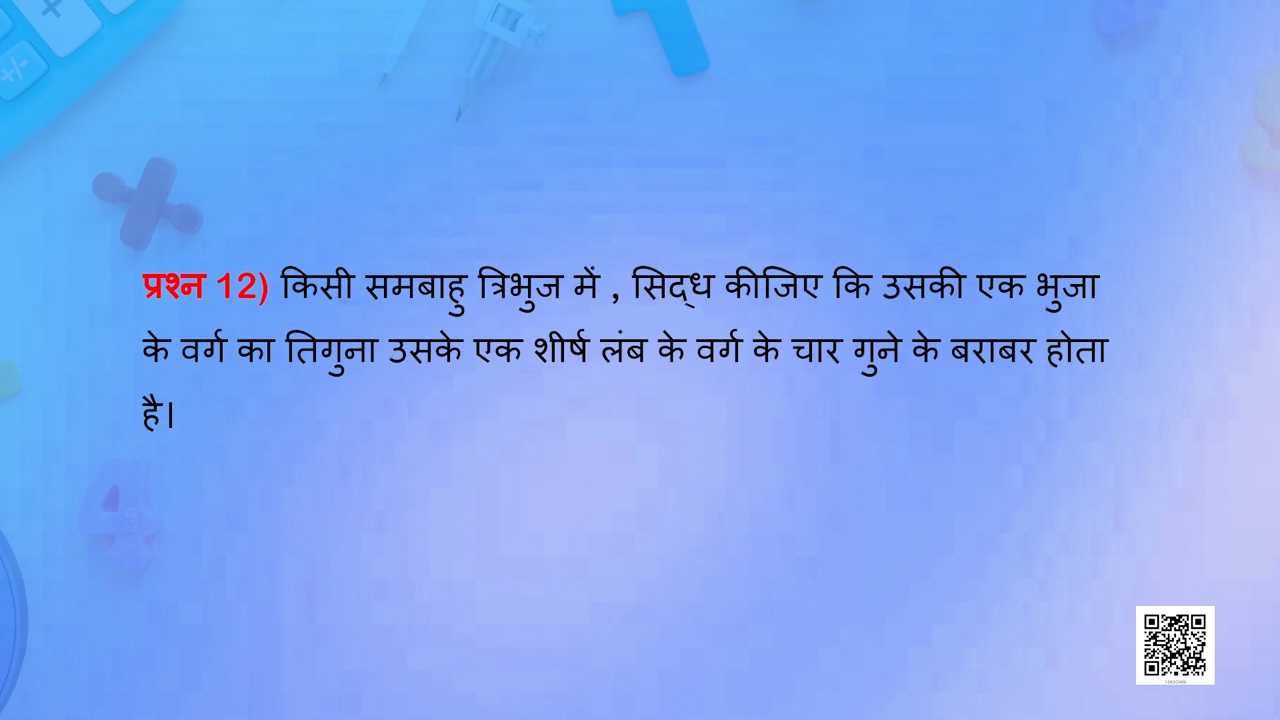 प्रश्न 12) किसी समबाहु त्रिभुज में , सिद्ध कीजिए कि उसकी एक भुजा
के वर्ग का तिगुना उसके एक शीर्ष लंब के वर्ग के चार गुने के बराबर होता
है।